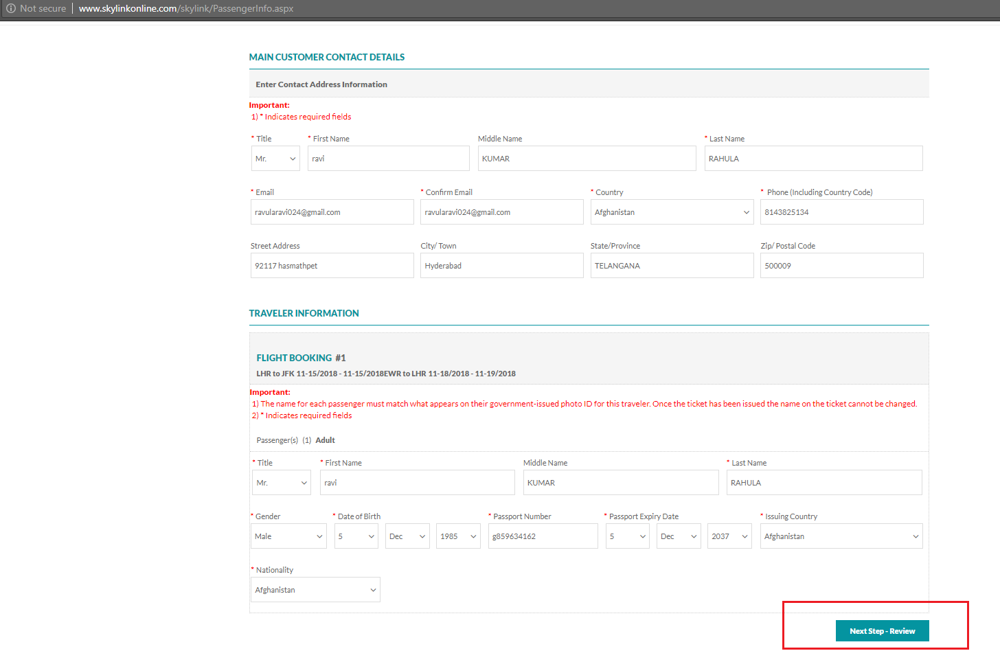 Not secure | www.skylinkonline.com/skylink/PassengerInfo.aspx
MAIN CUSTOMER CONTACT DETAILS
Enter Contact Address Information
Important:
1) * Indicates required fields
* Title * First Name Middle Name * Last Name
Mr. ravi KUMAR RAHULA
* Email * Confirm Email * Country * Phone (Including Country Code)
ravularavi024@gmail.com ravularavi024@gmail.com Afghanistan 8143825134
Street Address City/ Town State/Province Zip/ Postal Code
92117 hasmathpet Hyderabad TELANGANA 500009
TRAVELER INFORMATION
FLIGHT BOOKING #1
LHR to JFK 11-15/2018 - 11-15/2018EWR to LHR 11-18/2018 - 11-19/2018
Important:
1) The name for each passenger must match what appears on their government-issued photo ID for this traveler. Once the ticket has been issued the name on the ticket cannot be changed.
2) * Indicates required fields
Passenger(s) (1) Adult
* Title * First Name Middle Name * Last Name
Mr. ravi KUMAR RAHULA
* Gender * Date of Birth * Passport Number * Passport Expiry Date * Issuing Country
Male 5 Dec 1985 g859634162 5 Dec 2037 Afghanistan
* Nationality
Afghanistan
Next Step - Review